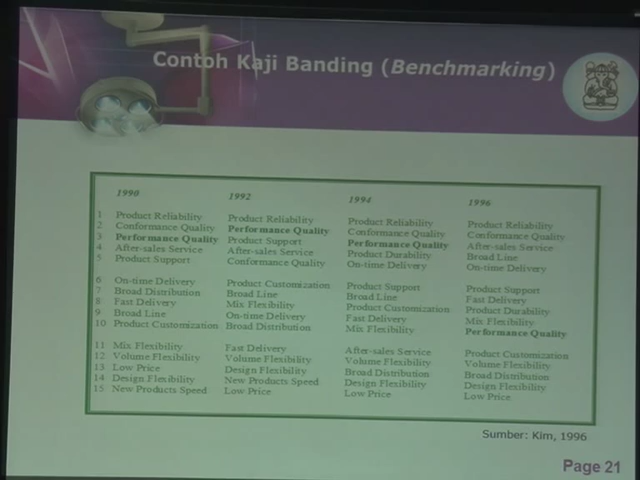 Contoh Kaji Banding (Benchmarking)
1990 1992 1994 1996
1 Product Reliability Product Reliability Product Reliability Product Reliability
2 Conformance Quality Performance Quality Conformance Quality Conformance Quality
3 Performance Quality Product Support Performance Quality After-sales Service
4 After-sales Service After-sales Service Product Durability Broad Line
5 Product Support Conformance Quality On-time Delivery On-time Delivery
6 On-time Delivery Product Customization Product Support Product Support
7 Broad Distribution Broad Line Broad Line Fast Delivery
8 Fast Delivery Mix Flexibility Product Customization Product Durability
9 Broad Line On-time Delivery Fast Delivery Mix Flexibility
10 Product Customization Broad Distribution Mix Flexibility Performance Quality
11 Mix Flexibility Fast Delivery After-sales Service Product Customization
12 Volume Flexibility Volume Flexibility Volume Flexibility Volume Flexibility
13 Low Price Design Flexibility Broad Distribution Broad Distribution
14 Design Flexibility New Products Speed Design Flexibility Design Flexibility
15 New Products Speed Low Price Low Price Low Price
Sumber: Kim, 1996
Page 21